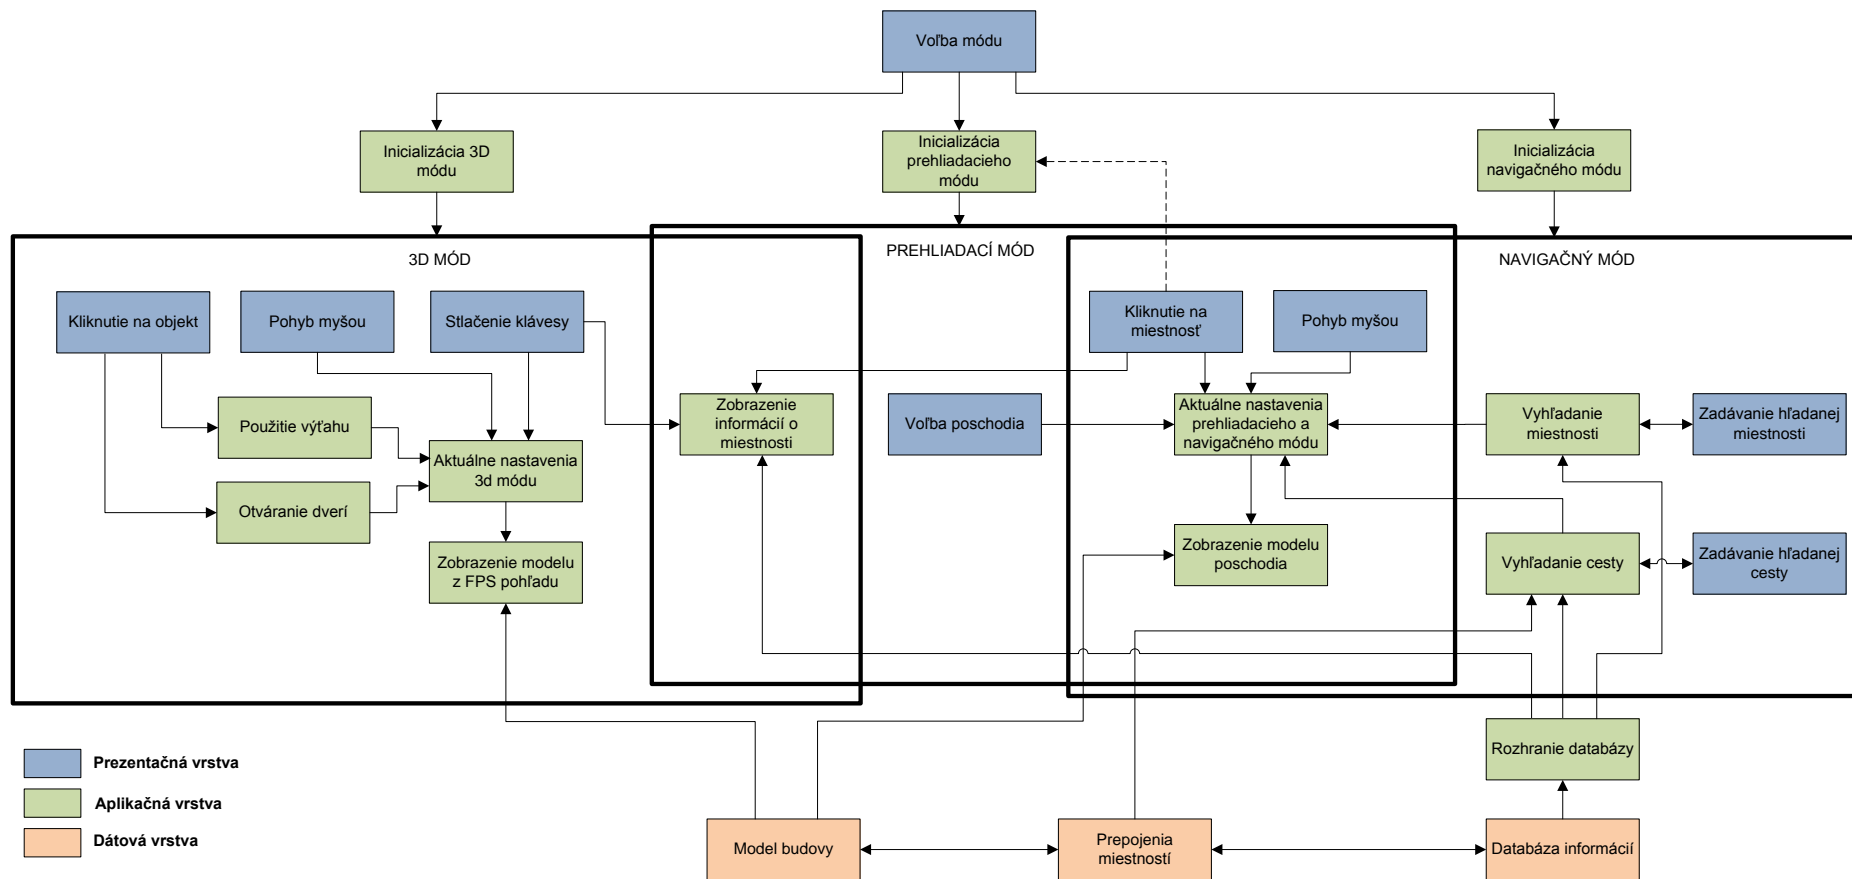 Voľba módu
Inicializácia 3D
módu
Inicializácia
prehliadacieho
módu
Inicializácia
navigačného módu
3D MÓD
PREHLIADACÍ MÓD
NAVIGAČNÝ MÓD
Kliknutie na objekt
Pohyb myšou
Stlačenie klávesy
Kliknutie na
miestnosť
Pohyb myšou
Použitie výťahu
Zobrazenie
informácií o
miestnosti
Voľba poschodia
Aktuálne nastavenia
prehliadacieho a
navigačného módu
Vyhľadanie
miestnosti
Zadávanie hľadanej
miestnosti
Aktuálne nastavenia
3d módu
Otváranie dverí
Zobrazenie modelu
z FPS pohľadu
Zobrazenie modelu
poschodia
Vyhľadanie cesty
Zadávanie hľadanej
cesty
Rozhranie databázy
Prezentačná vrstva
Aplikačná vrstva
Dátová vrstva
Model budovy
Prepojenia
miestností
Databáza informácií